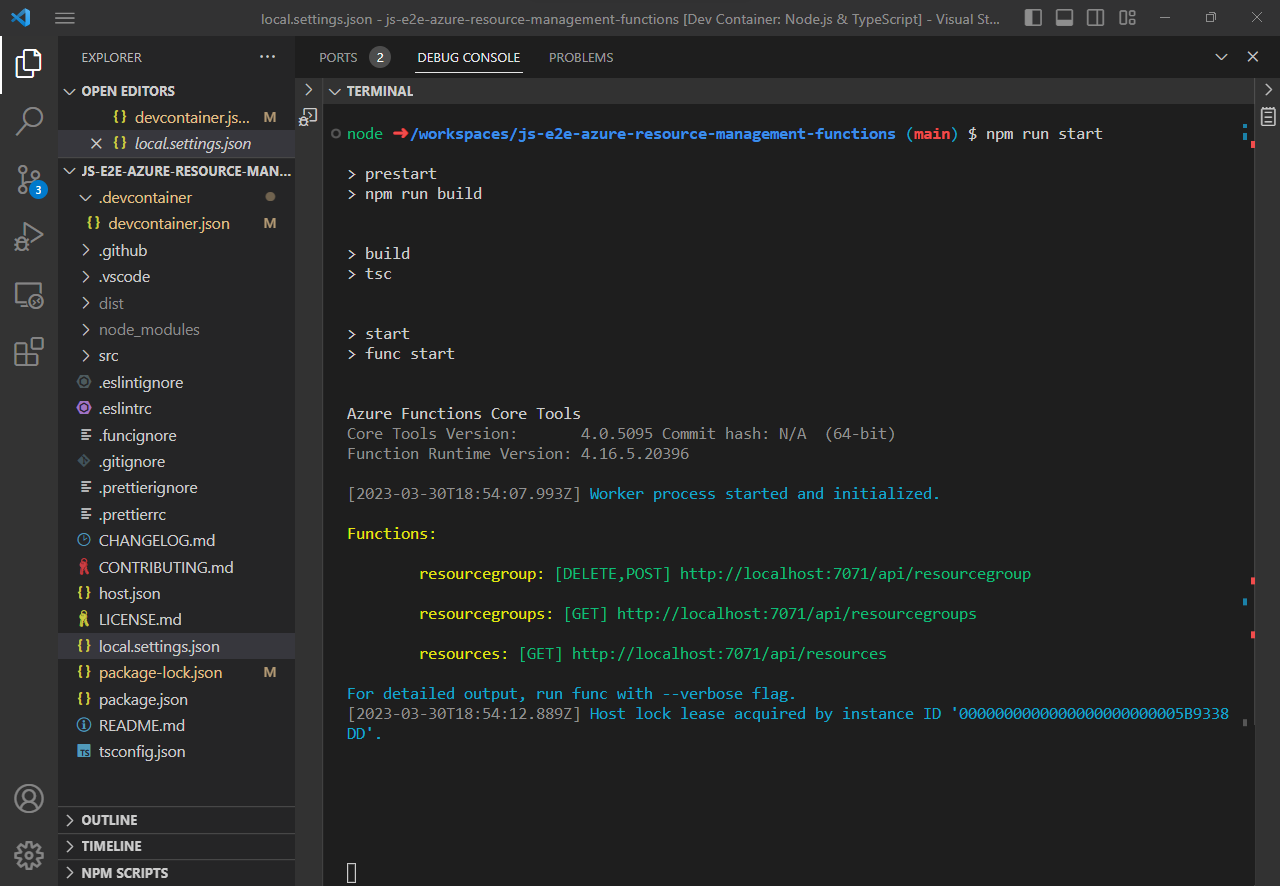 local.settings.json - js-e2e-azure-resource-management-functions [Dev Container: Node.js & TypeScript] - Visual St...
EXPLORER
OPEN EDITORS
devcontainer.js... M
local.settings.json
JS-E2E-AZURE-RESOURCE-MAN...
.devcontainer
devcontainer.json M
.github
.vscode
dist
node_modules
src
.eslintignore
.eslintrc
.funcignore
.gitignore
.prettierignore
.prettierrc
CHANGELOG.md
CONTRIBUTING.md
host.json
LICENSE.md
local.settings.json
package-lock.json M
package.json
README.md
TS tsconfig.json
OUTLINE
TIMELINE
NPM SCRIPTS
3
PORTS 2 DEBUG CONSOLE PROBLEMS
TERMINAL
node ➜/workspaces/js-e2e-azure-resource-management-functions (main) $ npm run start
> prestart
> npm run build
> build
> tsc
> start
> func start
Azure Functions Core Tools
Core Tools Version: 4.0.5095 Commit hash: N/A (64-bit)
Function Runtime Version: 4.16.5.20396
[2023-03-30T18:54:07.993Z] Worker process started and initialized.
Functions:
resourcegroup: [DELETE,POST] http://localhost:7071/api/resourcegroup
resourcegroups: [GET] http://localhost:7071/api/resourcegroups
resources: [GET] http://localhost:7071/api/resources
For detailed output, run func with --verbose flag.
[2023-03-30T18:54:12.889Z] Host lock lease acquired by instance ID '0000000000000000000000005B9338
DD'.